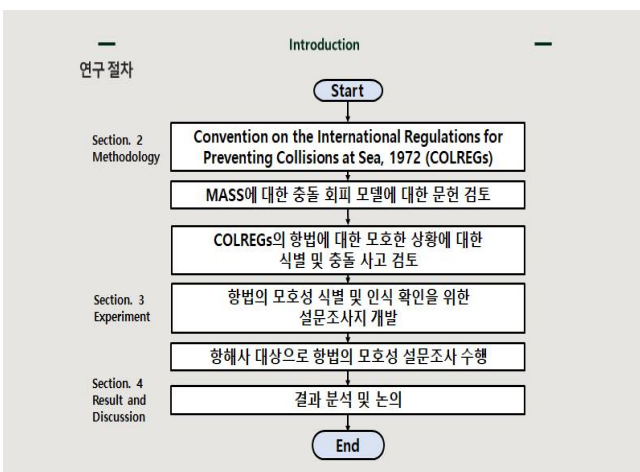 Introduction
연구 절차
Start
Section. 2
Methodology
Convention on the International Regulations for
Preventing Collisions at Sea, 1972 (COLREGs)
MASS에 대한 충돌 회피 모델에 대한 문헌 검토
COLREGs의 항법에 대한 모호한 상황에 대한
식별 및 충돌 사고 검토
Section. 3
Experiment
항법의 모호성 식별 및 인식 확인을 위한
설문조사지 개발
항해사 대상으로 항법의 모호성 설문조사 수행
Section. 4
Result and
Discussion
결과 분석 및 논의
End